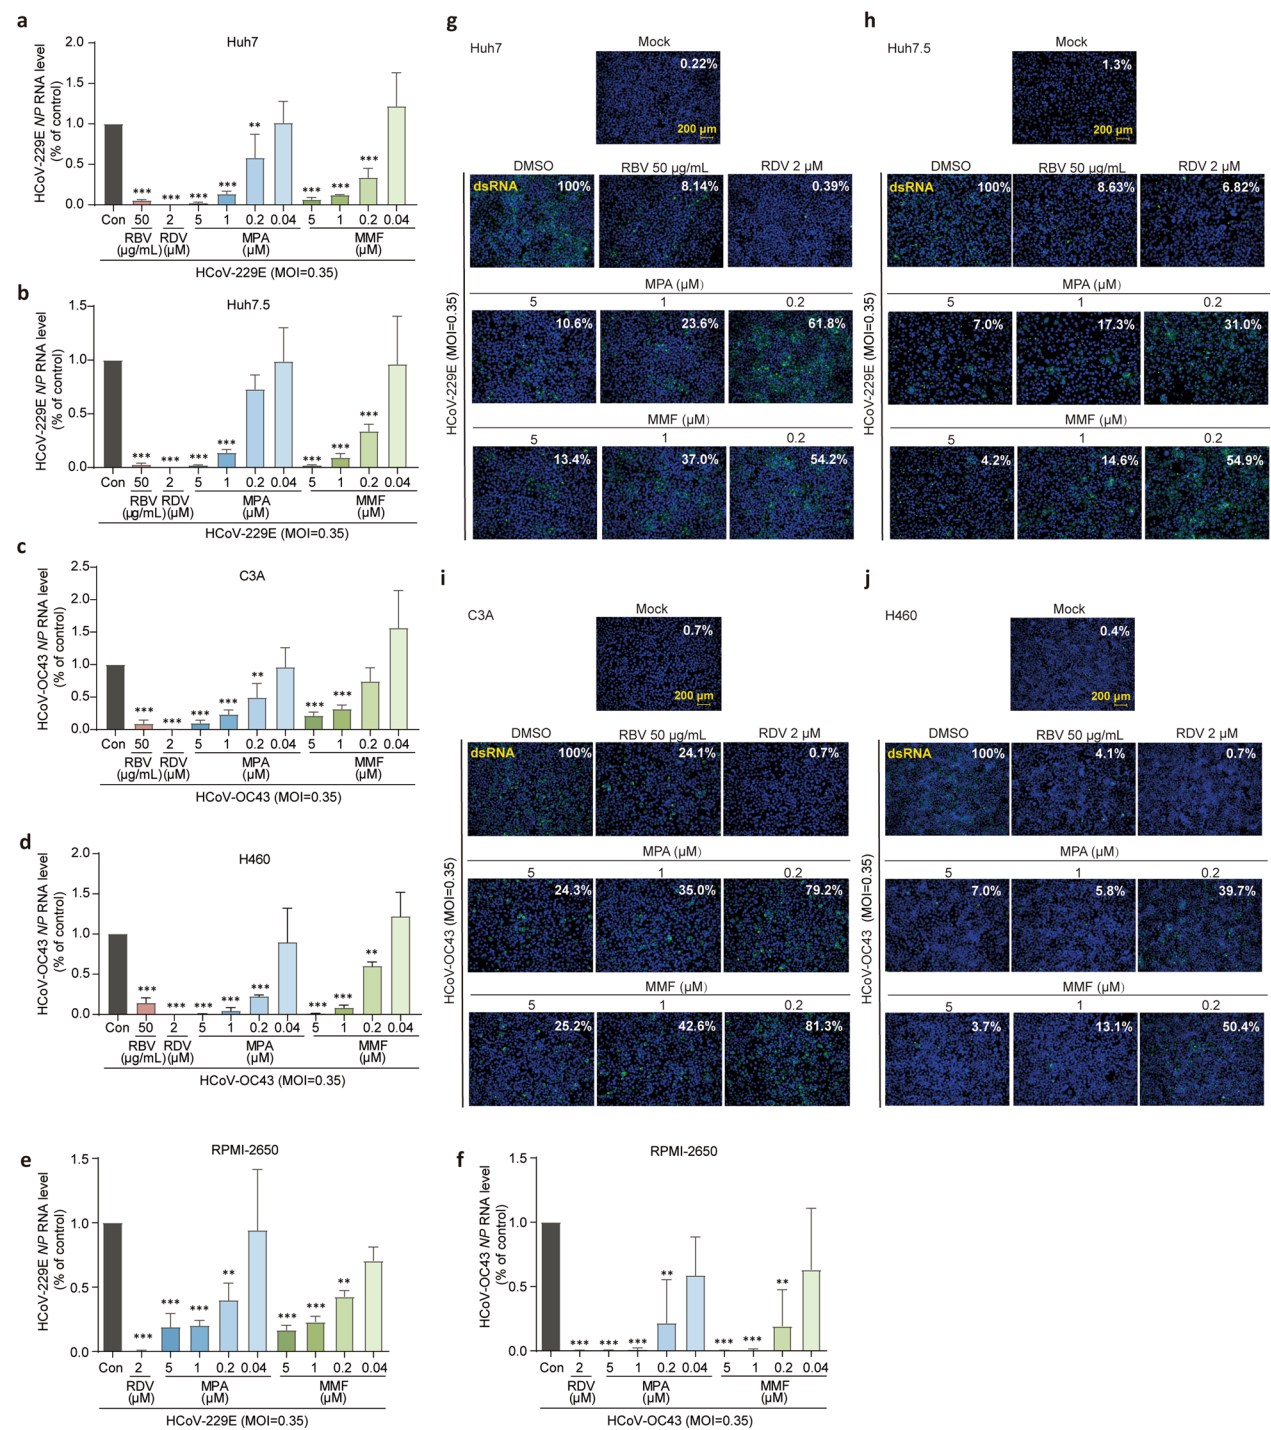 a
Huh7
HCoV-229E NP RNA level
(% of control)
2.0
1.5
1.0
0.5
0.0
*** *** *** *** ** *** *** ***
Con 50 2 5 1 0.2 0.04 5 1 0.2 0.04
RBV RDV MPA MMF
(µg/mL) (µM) (µM) (µM)
HCoV-229E (MOI=0.35)
b
Huh7.5
HCoV-229E NP RNA level
(% of control)
1.5
1.0
0.5
0.0
*** *** *** *** *** *** ***
Con 50 2 5 1 0.2 0.04 5 1 0.2 0.04
RBV RDV MPA MMF
(µg/mL) (µM) (µM) (µM)
HCoV-229E (MOI=0.35)
c
C3A
HCoV-OC43 NP RNA level
(% of control)
2.5
2.0
1.5
1.0
0.5
0.0
*** *** *** *** ** *** ***
Con 50 2 5 1 0.2 0.04 5 1 0.2 0.04
RBV RDV MPA MMF
(µg/mL) (µM) (µM) (µM)
HCoV-OC43 (MOI=0.35)
d
H460
HCoV-OC43 NP RNA level
(% of control)
2.0
1.5
1.0
0.5
0.0
*** *** *** *** *** *** *** **
Con 50 2 5 1 0.2 0.04 5 1 0.2 0.04
RBV RDV MPA MMF
(µg/mL) (µM) (µM) (µM)
HCoV-OC43 (MOI=0.35)
e
RPMI-2650
HCoV-229E NP RNA level
(% of control)
1.5
1.0
0.5
0.0
*** *** *** ** *** *** **
Con 2 5 1 0.2 0.04 5 1 0.2 0.04
RDV MPA MMF
(µM) (µM) (µM)
HCoV-229E (MOI=0.35)
f
RPMI-2650
HCoV-OC43 NP RNA level
(% of control)
1.5
1.0
0.5
0.0
*** *** *** ** *** *** **
Con 2 5 1 0.2 0.04 5 1 0.2 0.04
RDV MPA MMF
(µM) (µM) (µM)
HCoV-OC43 (MOI=0.35)
g
Huh7
Mock
0.22%
200 µm
DMSO RBV 50 µg/mL RDV 2 µM
dsRNA 100% 8.14% 0.39%
HCoV-229E (MOI=0.35)
MPA (µM)
5 1 0.2
10.6% 23.6% 61.8%
MMF (µM)
5 1 0.2
13.4% 37.0% 54.2%
h
Huh7.5
Mock
1.3%
200 µm
DMSO RBV 50 µg/mL RDV 2 µM
dsRNA 100% 8.63% 6.82%
HCoV-229E (MOI=0.35)
MPA (µM)
5 1 0.2
7.0% 17.3% 31.0%
MMF (µM)
5 1 0.2
4.2% 14.6% 54.9%
i
C3A
Mock
0.7%
200 µm
DMSO RBV 50 µg/mL RDV 2 µM
dsRNA 100% 24.1% 0.7%
HCoV-OC43 (MOI=0.35)
MPA (µM)
5 1 0.2
24.3% 35.0% 79.2%
MMF (µM)
5 1 0.2
25.2% 42.6% 81.3%
j
H460
Mock
0.4%
200 µm
DMSO RBV 50 µg/mL RDV 2 µM
dsRNA 100% 4.1% 0.7%
HCoV-OC43 (MOI=0.35)
MPA (µM)
5 1 0.2
7.0% 5.8% 39.7%
MMF (µM)
5 1 0.2
3.7% 13.1% 50.4%